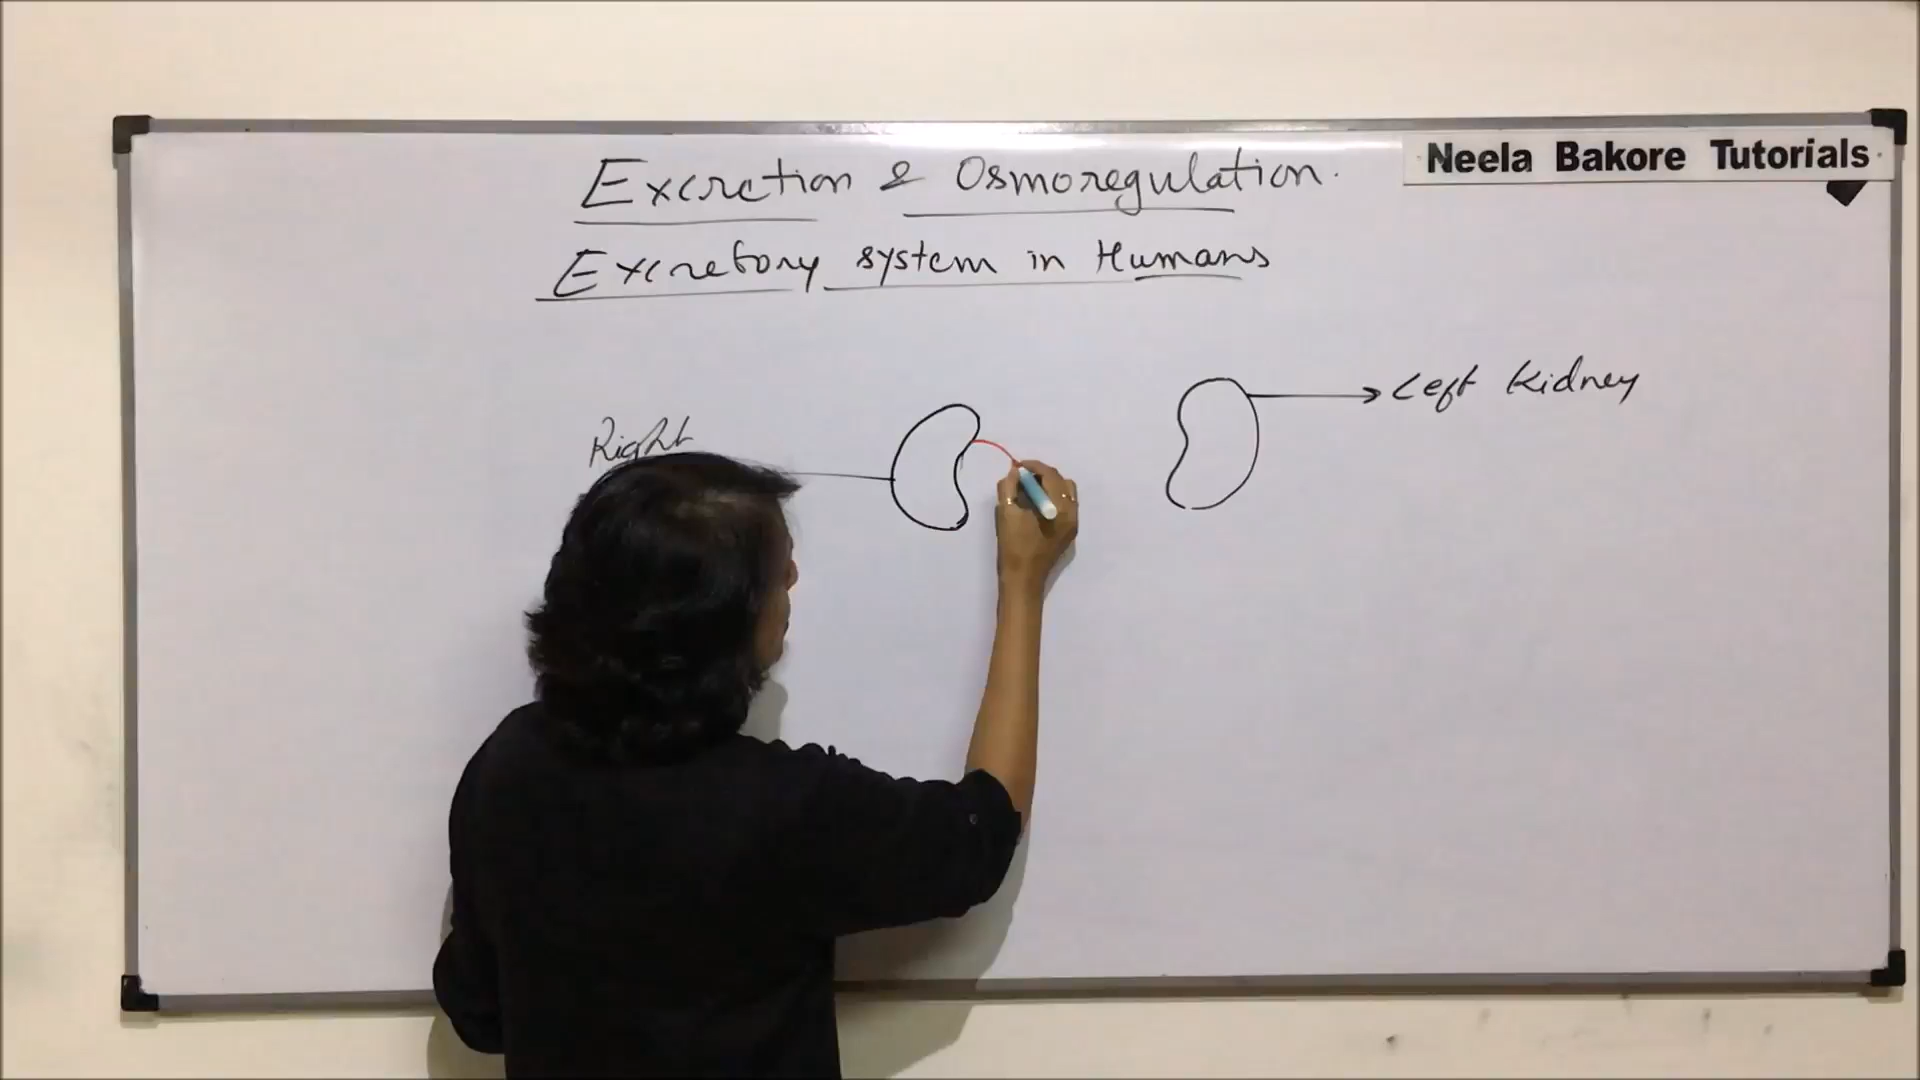 Neela Bakore Tutorials
Excretion & Osmoregulation.
Excretory system in Humans
Left Kidney
Right